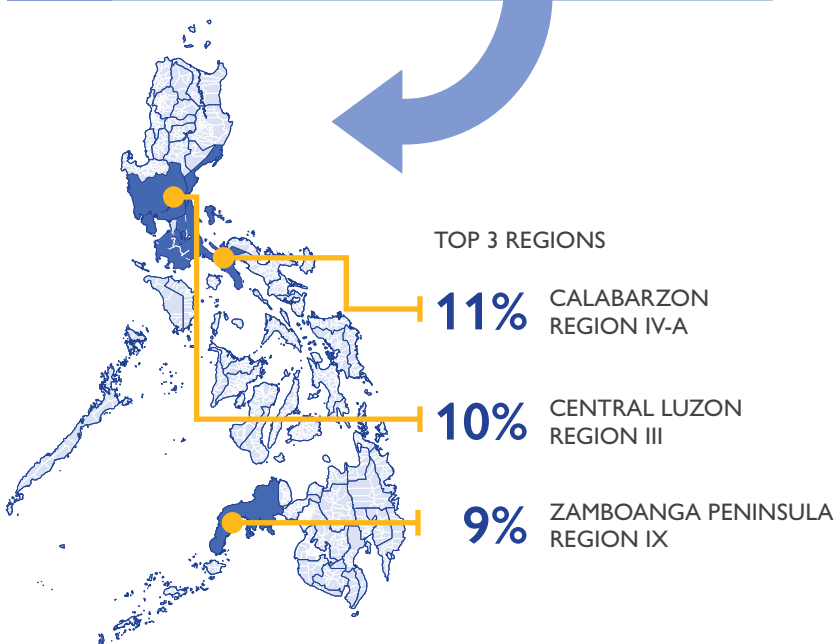 TOP 3 REGIONS
11%
CALABARZON
REGION IV-A
10%
CENTRAL LUZON
REGION III
9%
ZAMBOANGA PENINSULA
REGION IX